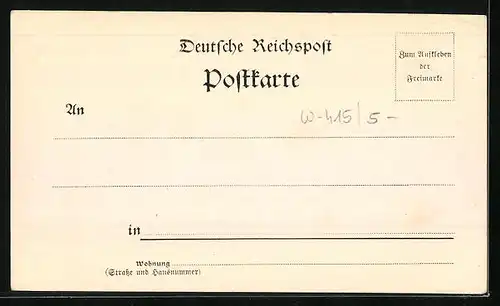 Deutsche Reichspost
Postkarte
Zum Aufkleben
der
Freimarke
An
W-415/5-
in
Wohnung
(Straße und Hausnummer)